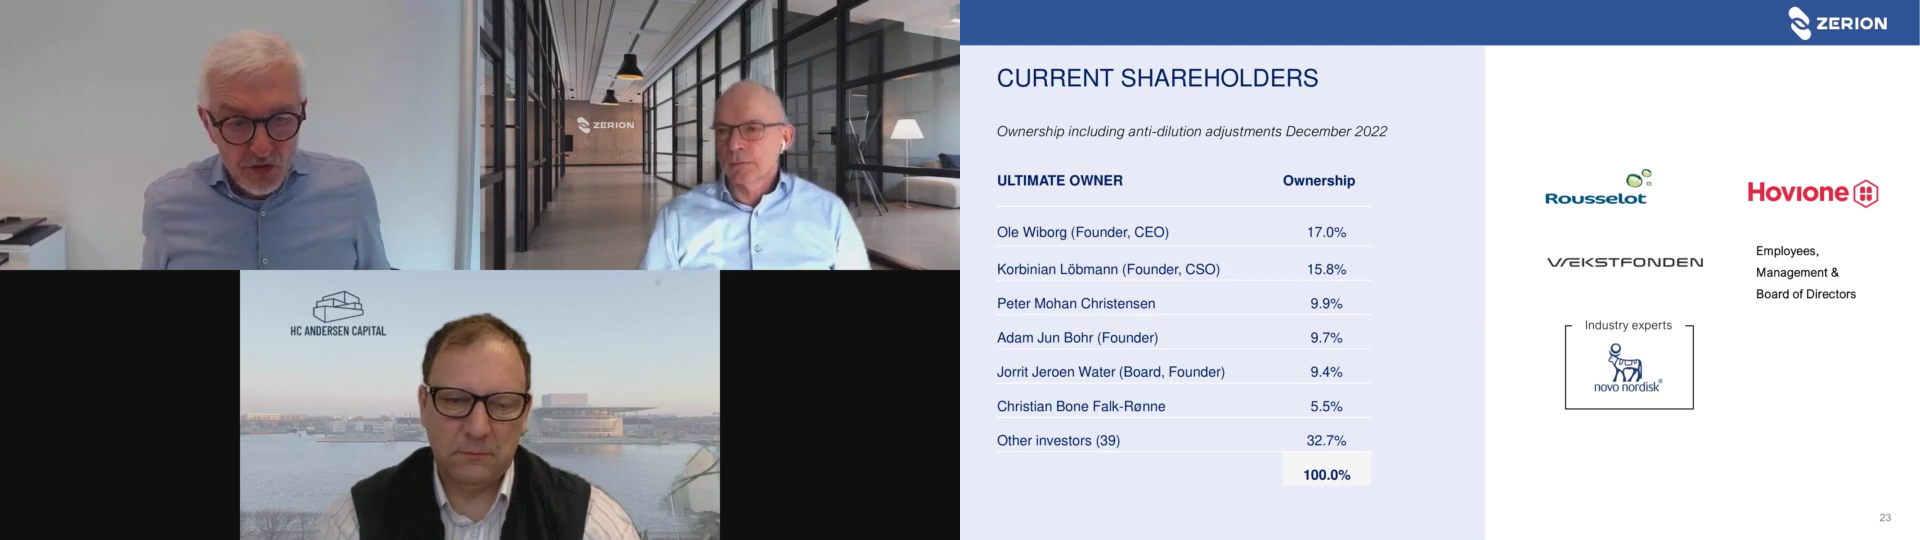 ZERION
HC ANDERSEN CAPITAL
ZERION
CURRENT SHAREHOLDERS
Ownership including anti-dilution adjustments December 2022
ULTIMATE OWNER Ownership
Ole Wiborg (Founder, CEO) 17.0%
Korbinian Löbmann (Founder, CSO) 15.8%
Peter Mohan Christensen 9.9%
Adam Jun Bohr (Founder) 9.7%
Jorrit Jeroen Water (Board, Founder) 9.4%
Christian Bone Falk-Rønne 5.5%
Other investors (39) 32.7%
100.0%
Rousselot
Hovione
VÆKSTFONDEN
Employees,
Management &
Board of Directors
Industry experts
novo nordisk®
23